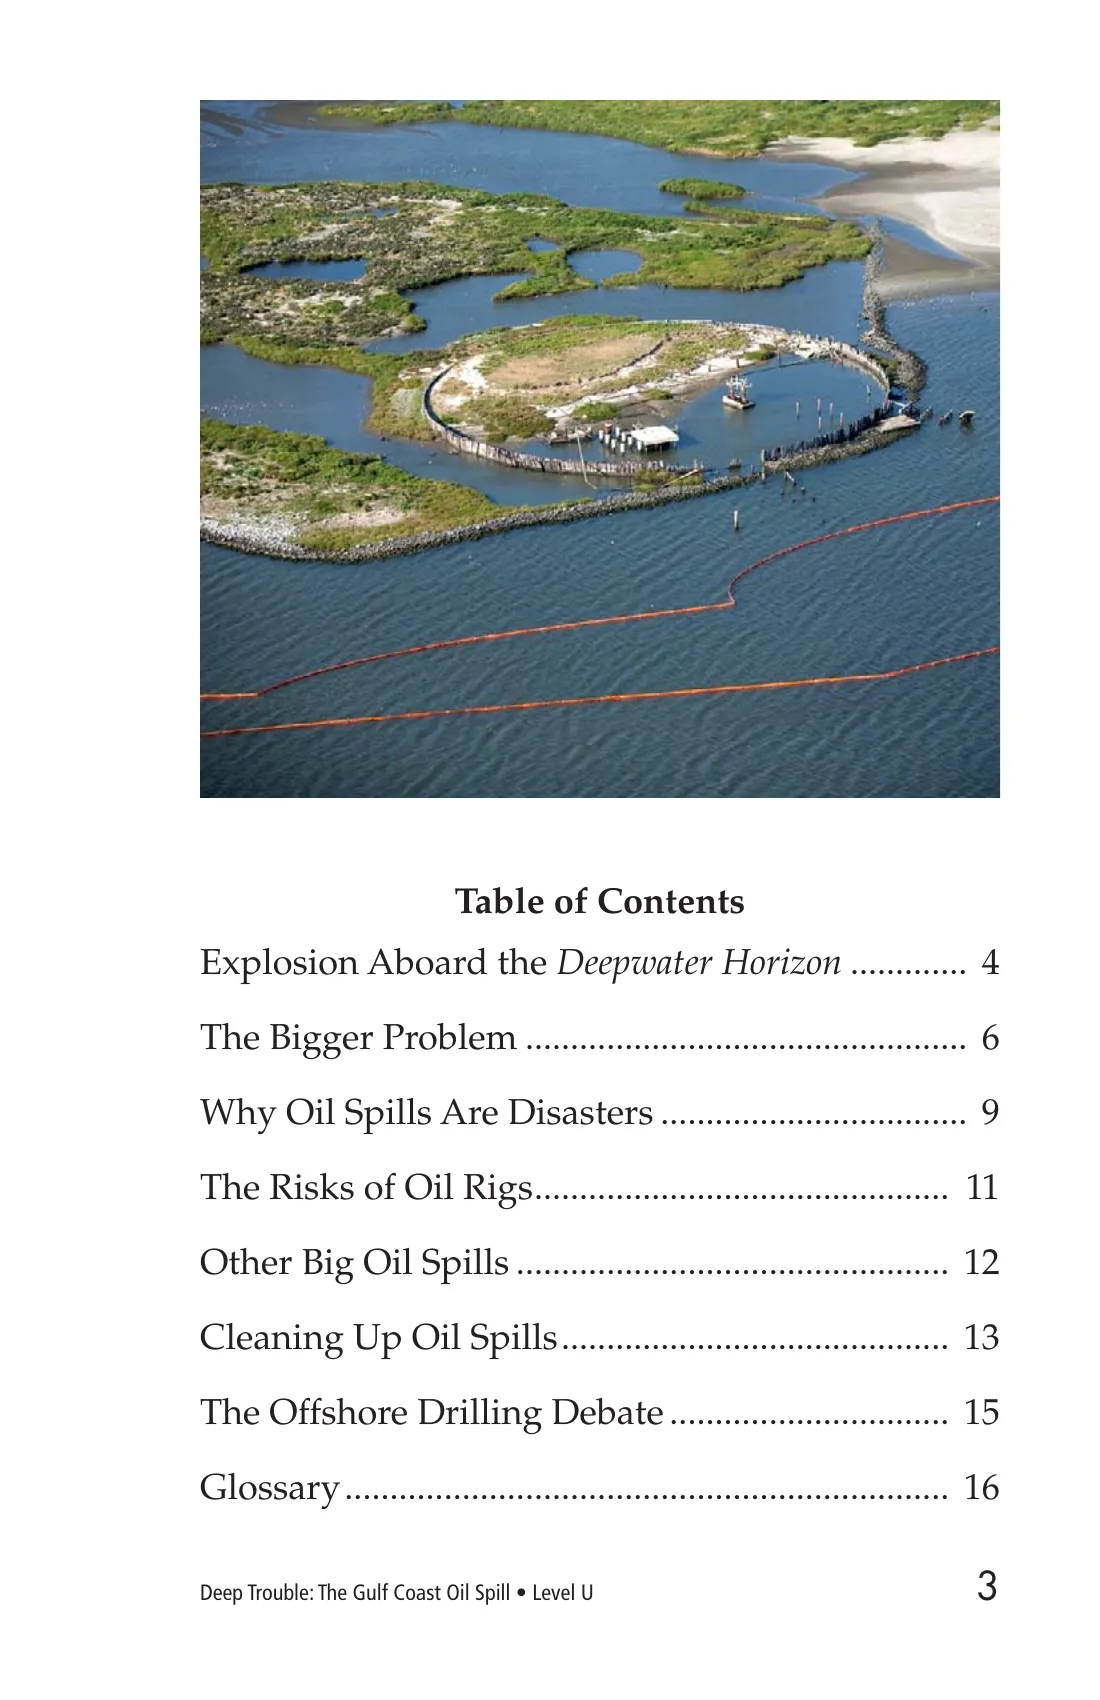 Table of Contents
Explosion Aboard the Deepwater Horizon ............. 4
The Bigger Problem ................................................. 6
Why Oil Spills Are Disasters .................................. 9
The Risks of Oil Rigs.............................................. 11
Other Big Oil Spills ................................................ 12
Cleaning Up Oil Spills........................................... 13
The Offshore Drilling Debate ............................... 15
Glossary ................................................................... 16
Deep Trouble: The Gulf Coast Oil Spill • Level U 3